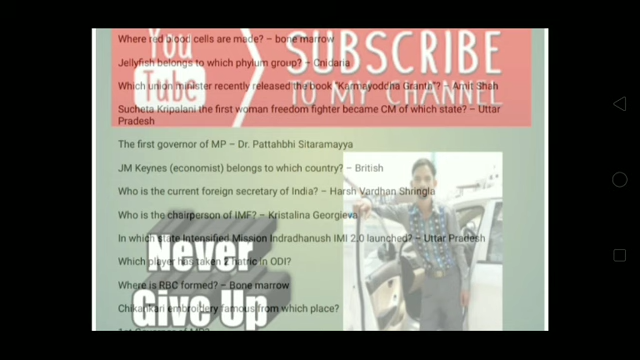 Where red blood cells are made? – bone marrow
You
Tube
SUBSCRIBE
TO MY CHANNEL
Jellyfish belongs to which phylum group? – Cnidaria
Which union minister recently released the book "Karmayoddha Granth"? – Amit Shah
Sucheta Kripalani the first woman freedom fighter became CM of which state? – Uttar
Pradesh
The first governor of MP – Dr. Pattabhi Sitaramayya
JM Keynes (economist) belongs to which country? – British
Who is the current foreign secretary of India? – Harsh Vardhan Shringla
Who is the chairperson of IMF? – Kristalina Georgieva
In which state Intensified Mission Indradhanush IMI 2.0 launched? – Uttar Pradesh
Which player has taken 2 hatric in ODI?
Where is RBC formed? – Bone marrow
Chikankari embroidery famous from which place?
Never
Give Up